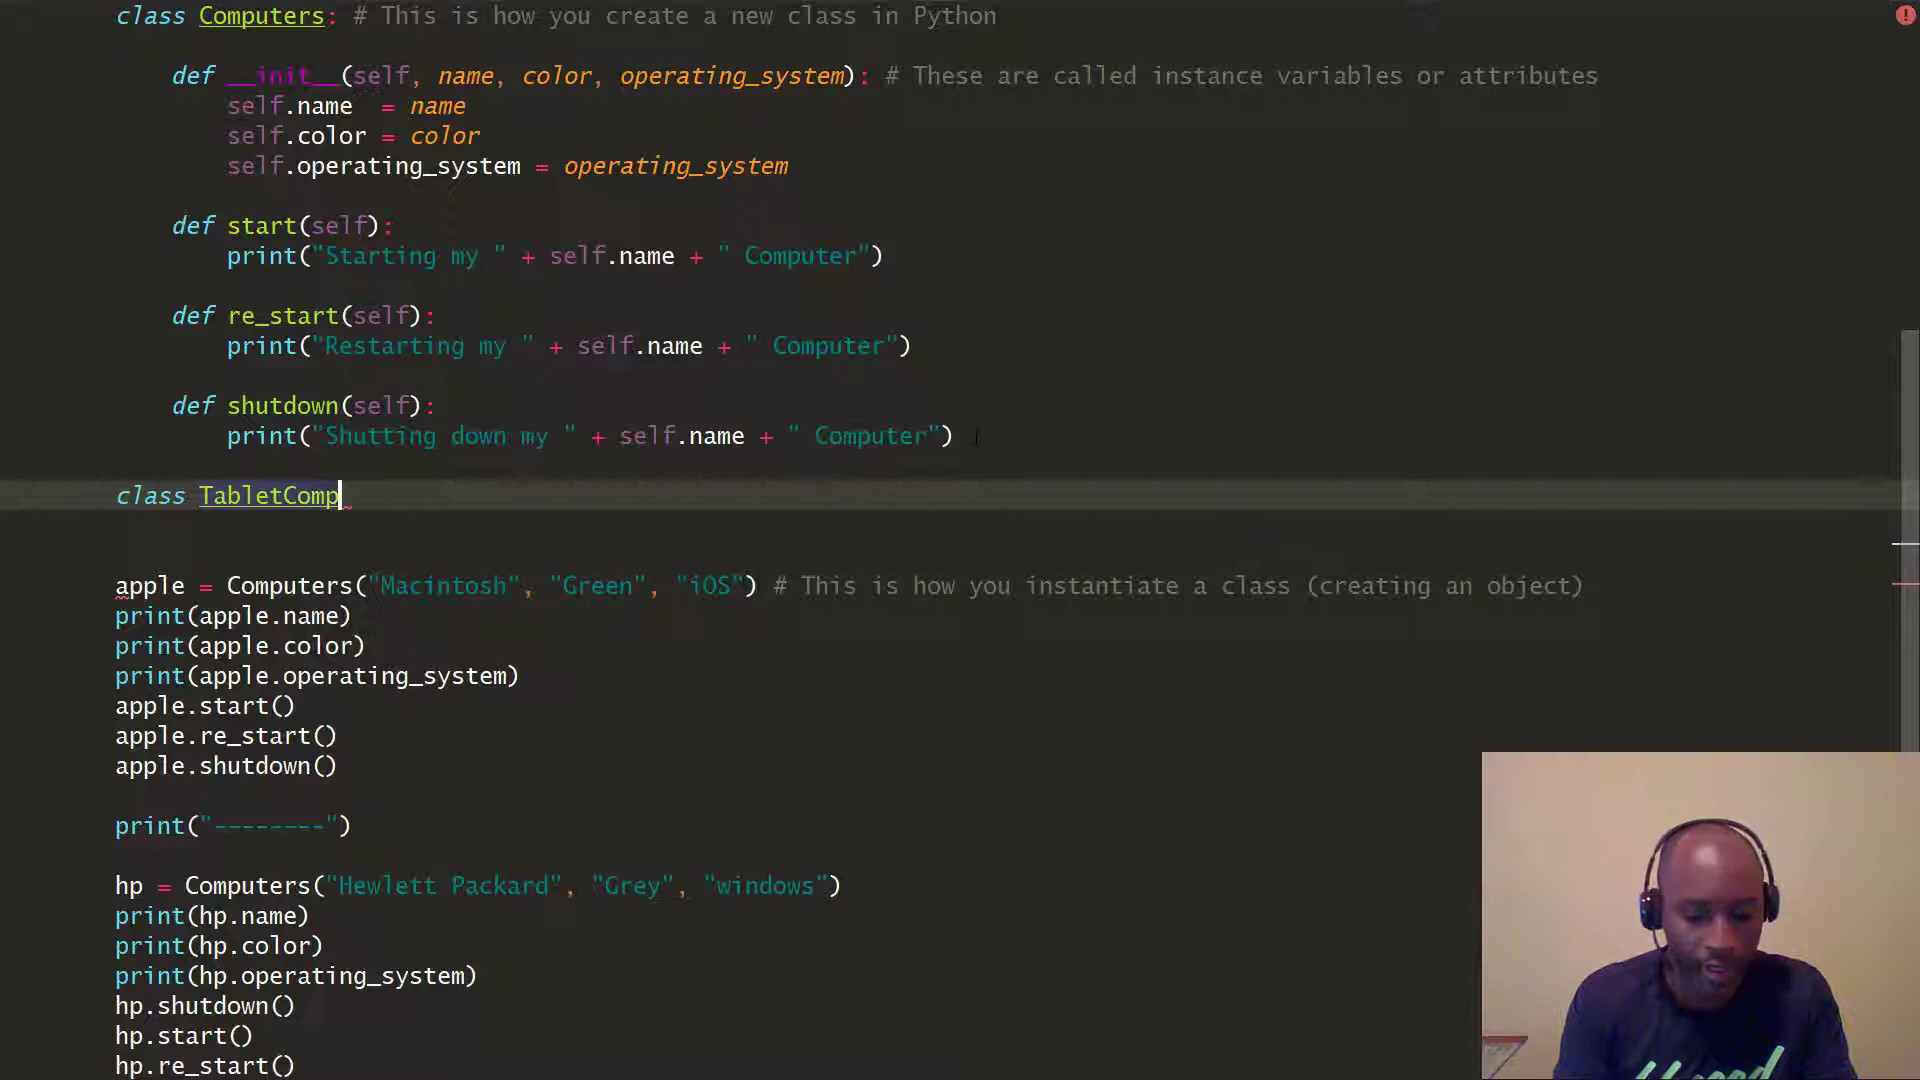 class Computers: # This is how you create a new class in Python
def __init__(self, name, color, operating_system): # These are called instance variables or attributes
self.name  = name
self.color = color
self.operating_system = operating_system
def start(self):
print("Starting my " + self.name + " Computer")
def re_start(self):
print("Restarting my " + self.name + " Computer")
def shutdown(self):
print("Shutting down my " + self.name + " Computer")
class TabletComp
apple = Computers("Macintosh", "Green", "iOS") # This is how you instantiate a class (creating an object)
print(apple.name)
print(apple.color)
print(apple.operating_system)
apple.start()
apple.re_start()
apple.shutdown()
print("--------")
hp = Computers("Hewlett Packard", "Grey", "windows")
print(hp.name)
print(hp.color)
print(hp.operating_system)
hp.shutdown()
hp.start()
hp.re_start()